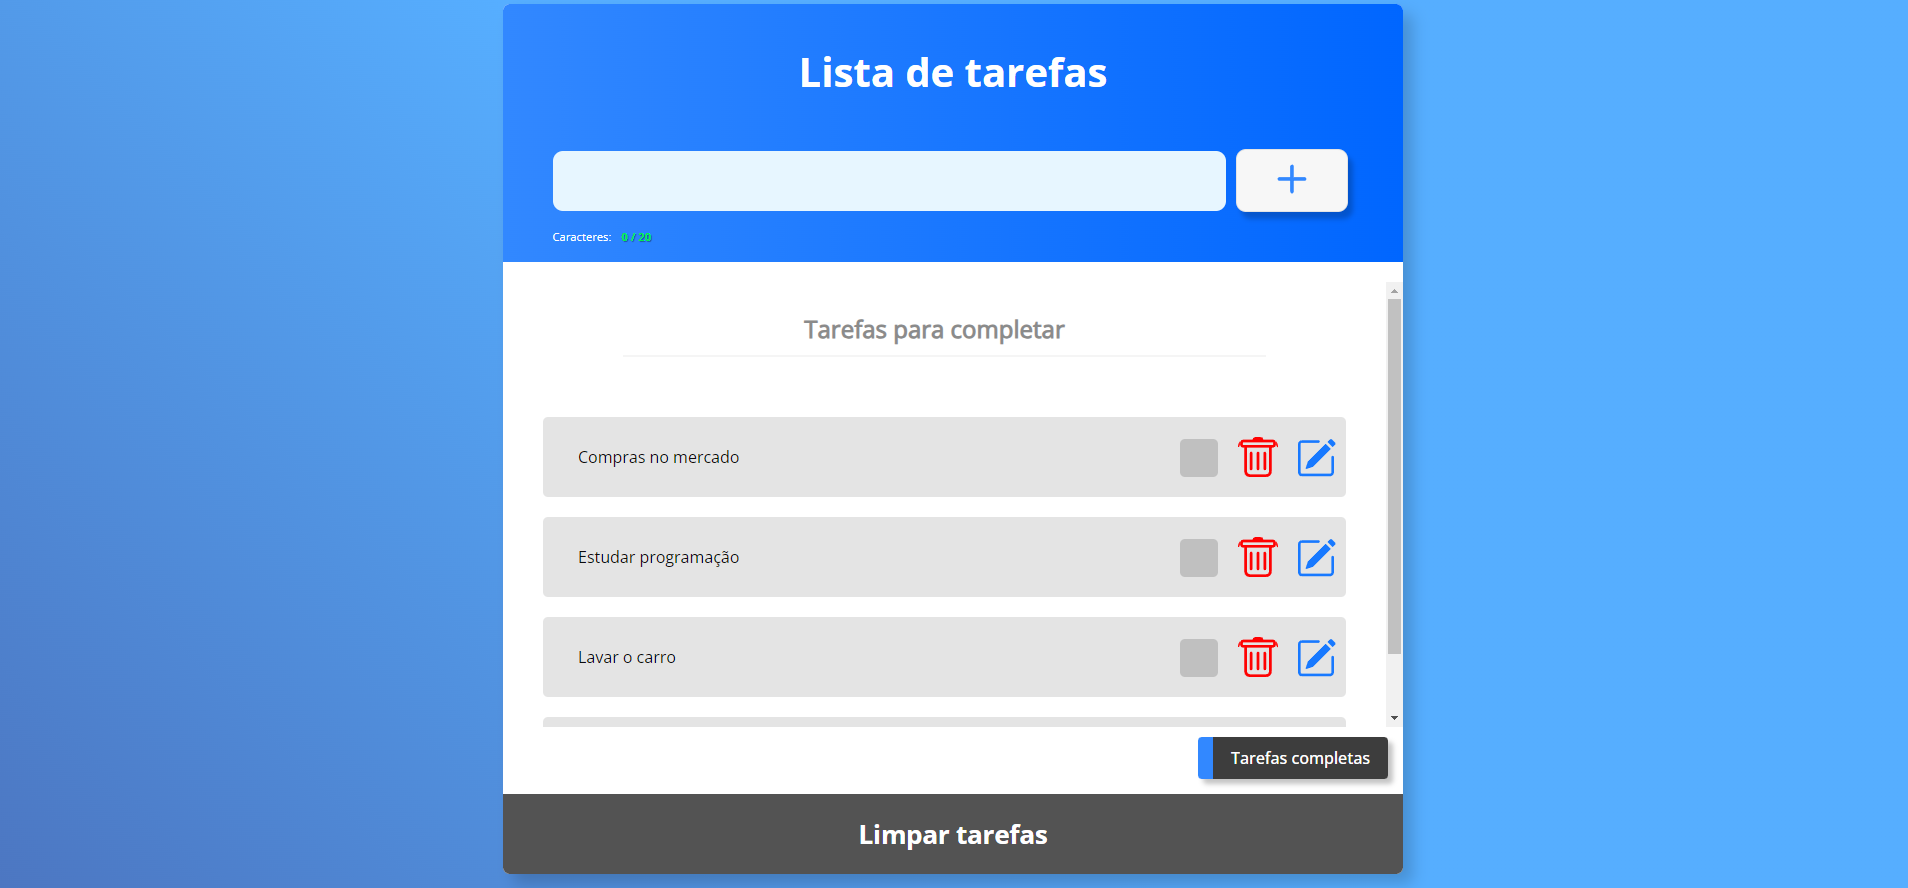 Lista de tarefas
Caracteres: 0 / 20
Tarefas para completar
Compras no mercado
Estudar programação
Lavar o carro
Tarefas completas
Limpar tarefas